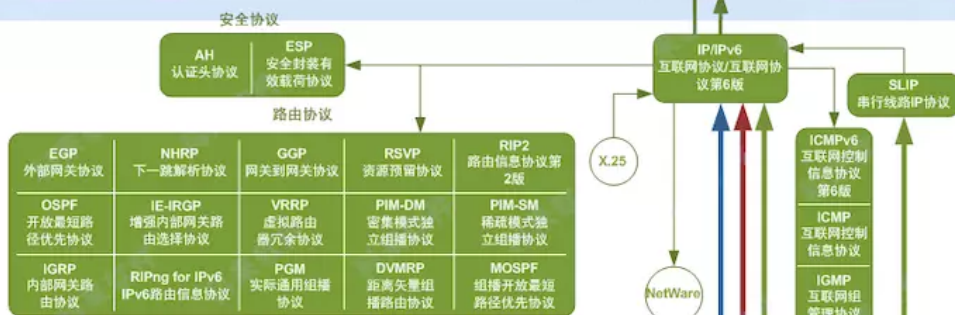 安全协议
AH
认证头协议
ESP
安全封装有
效载荷协议
IP/IPv6
互联网协议/互联网协
议第6版
SLIP
串行线路IP协议
路由协议
EGP
外部网关协议
NHRP
下一跳解析协议
GGP
网关到网关协议
RSVP
资源预留协议
RIP2
路由信息协议第
2版
OSPF
开放最短路
径优先协议
IE-IRGP
增强内部网关路
由选择协议
VRRP
虚拟路由
器冗余协议
PIM-DM
密集模式独
立组播协议
PIM-SM
稀疏模式独
立组播协议
IGRP
内部网关路
由协议
RIPng for IPv6
IPv6路由信息协议
PGM
实际通用组播
协议
DVMRP
距离矢量组
播路由协议
MOSPF
组播开放最短
路径优先协议
X.25
NetWare
ICMPv6
互联网控制
信息协议
第6版
ICMP
互联网控制
信息协议
IGMP
互联网组
管理协议